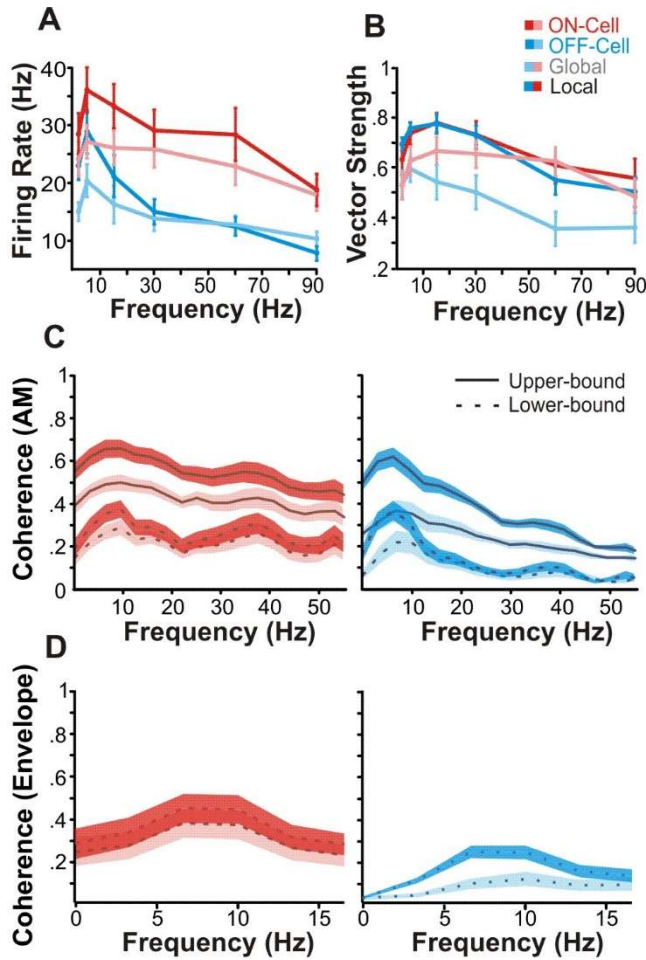 A
B
ON-Cell
OFF-Cell
Global
Local
Firing Rate (Hz)
40
30
20
10
10 30 50 70 90
Frequency (Hz)
Vector Strength
1
.8
.6
.4
.2
10 30 50 70 90
Frequency (Hz)
C
Upper-bound
Lower-bound
Coherence (AM)
1
.8
.6
.4
.2
0
10 20 30 40 50
Frequency (Hz)
10 20 30 40 50
Frequency (Hz)
D
Coherence (Envelope)
1
.8
.6
.4
.2
0 5 10 15
Frequency (Hz)
0 5 10 15
Frequency (Hz)